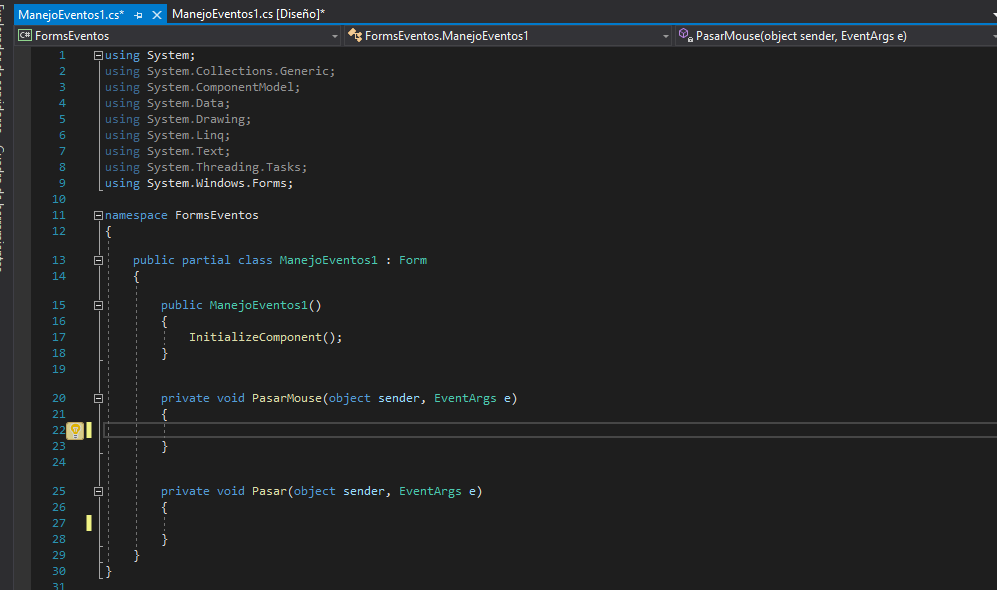 ManejoEventos1.cs*
ManejoEventos1.cs [Diseño]*
C# FormsEventos
FormsEventos.ManejoEventos1
PasarMouse(object sender, EventArgs e)
1 using System;
2 using System.Collections.Generic;
3 using System.ComponentModel;
4 using System.Data;
5 using System.Drawing;
6 using System.Linq;
7 using System.Text;
8 using System.Threading.Tasks;
9 using System.Windows.Forms;
10
11 namespace FormsEventos
12 {
13 public partial class ManejoEventos1 : Form
14 {
15 public ManejoEventos1()
16 {
17 InitializeComponent();
18 }
19
20 private void PasarMouse(object sender, EventArgs e)
21 {
22
23 }
24
25 private void Pasar(object sender, EventArgs e)
26 {
27
28 }
29 }
30 }
31